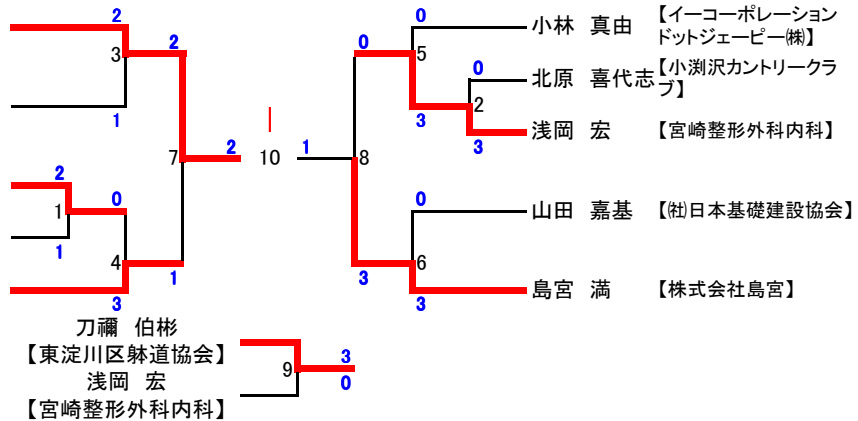 2
0
小林 真由 【イーコーポレーション
ドットジェーピー㈱】
3
2
0
5
0
北原 喜代志 【小渕沢カントリークラ
ブ】
2
1
3
浅岡 宏 【宮崎整形外科内科】
3
7
2
10
1
8
2
0
0
山田 嘉基 【㈳日本基礎建設協会】
1
1
4
6
1
3
3
3
島宮 満 【株式会社島宮】
3
刀禰 伯彬
【東淀川区躰道協会】
浅岡 宏
【宮崎整形外科内科】
9
3
0